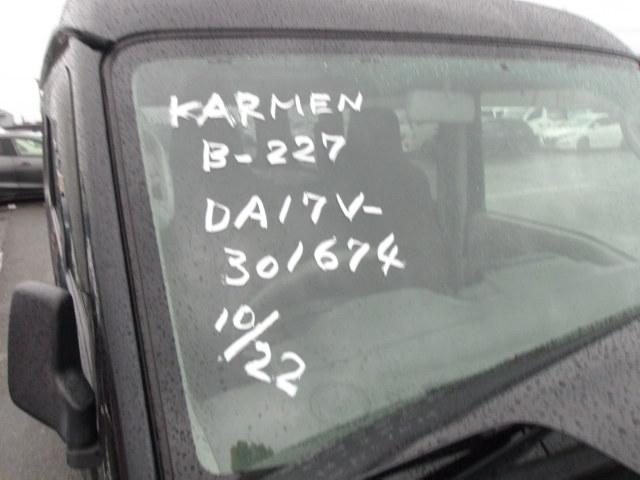 KARMEN
B-227
DA17V-
301674
10/22